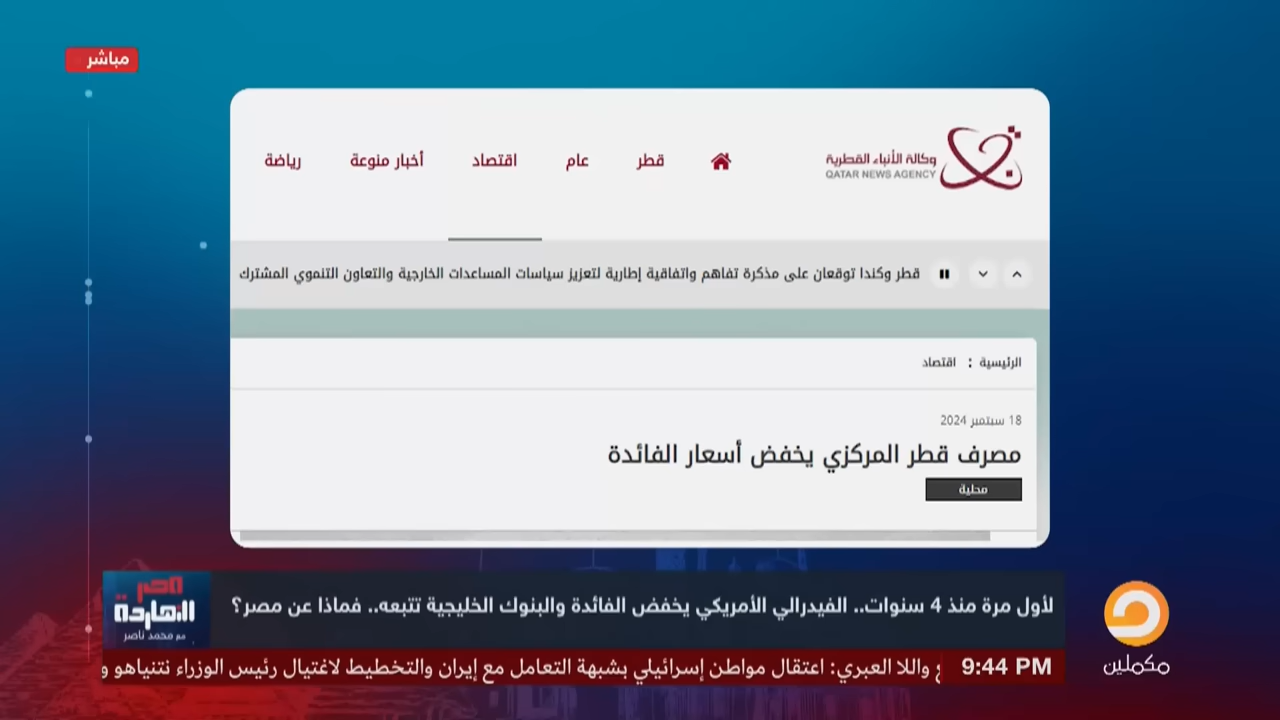 مباشر
وكالة الأنباء القطرية
QATAR NEWS AGENCY
قطر
عام
اقتصاد
أخبار منوعة
رياضة
قطر وكندا توقعان على مذكرة تفاهم واتفاقية إطارية لتعزيز سياسات المساعدات الخارجية والتعاون التنموي المشترك
الرئيسية : اقتصاد
18 سبتمبر 2024
مصرف قطر المركزي يخفض أسعار الفائدة
محلية
مصر النهاردة
مع محمد ناصر
لأول مرة منذ 4 سنوات.. الفيدرالي الأمريكي يخفض الفائدة والبنوك الخليجية تتبعه.. فماذا عن مصر؟
9:44 PM
واللا العبري: اعتقال مواطن إسرائيلي بشبهة التعامل مع إيران والتخطيط لاغتيال رئيس الوزراء نتنياهو و
مكملين